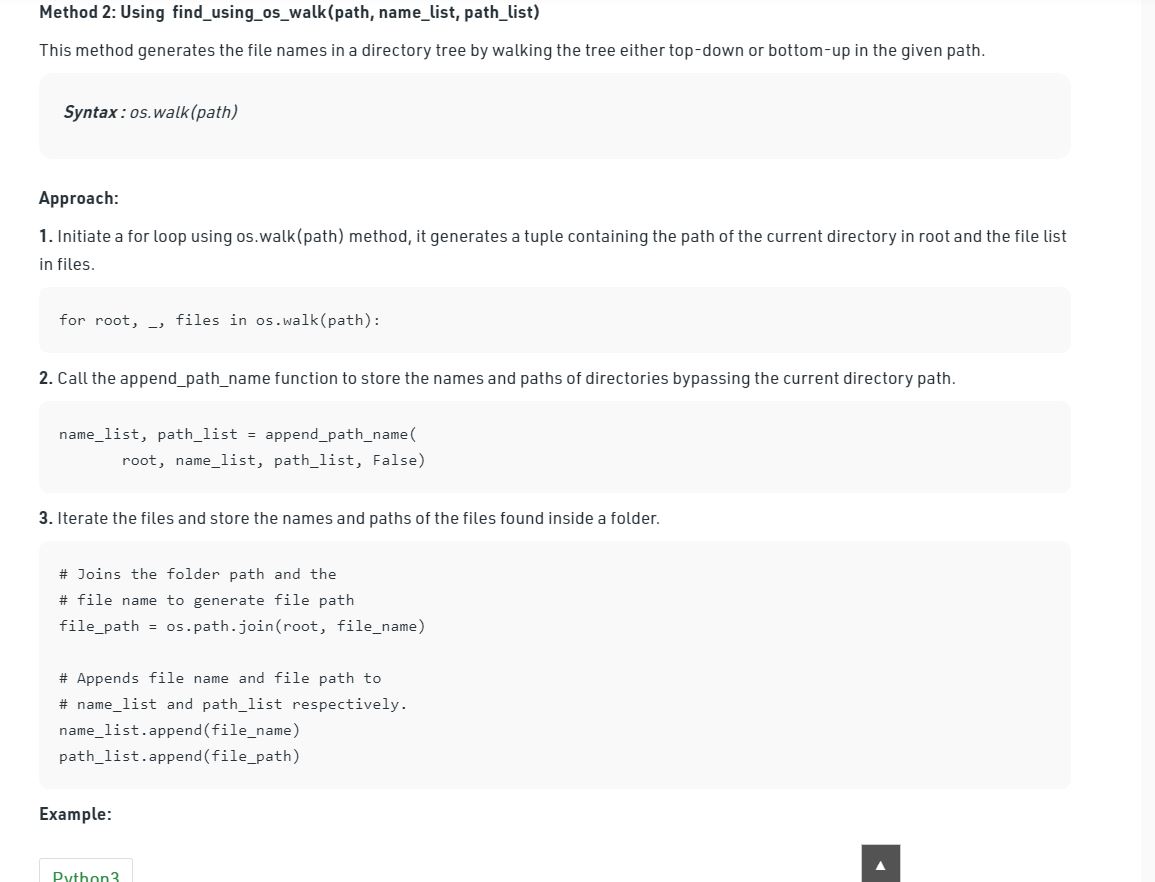 Method 2: Using find_using_os_walk(path, name_list, path_list)
This method generates the file names in a directory tree by walking the tree either top-down or bottom-up in the given path.
Syntax : os.walk(path)
Approach:
1. Initiate a for loop using os.walk(path) method, it generates a tuple containing the path of the current directory in root and the file list
in files.
for root, _, files in os.walk(path):
2. Call the append_path_name function to store the names and paths of directories bypassing the current directory path.
name_list, path_list = append_path_name(
root, name_list, path_list, False)
3. Iterate the files and store the names and paths of the files found inside a folder.
# Joins the folder path and the
# file name to generate file path
file_path = os.path.join(root, file_name)
# Appends file name and file path to
# name_list and path_list respectively.
name_list.append(file_name)
path_list.append(file_path)
Example:
Python3